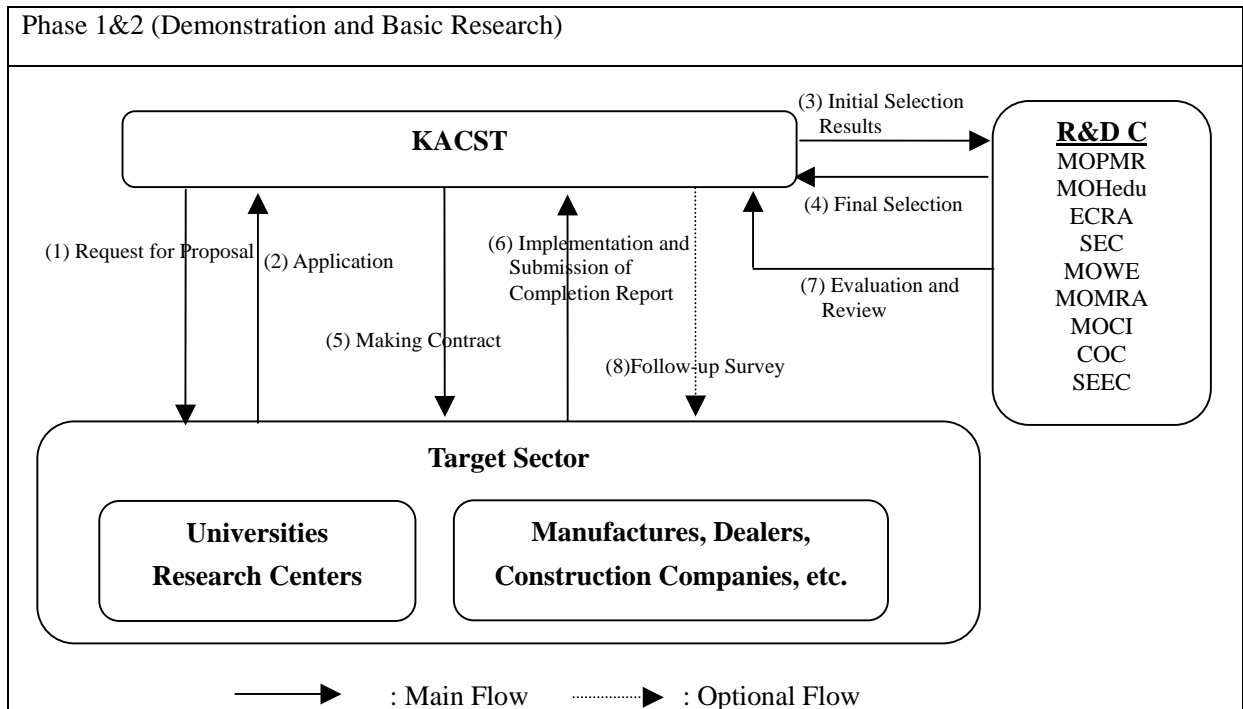 Phase 1&2 (Demonstration and Basic Research)
(3) Initial Selection
Results
KACST
R&D C
MOPMR
MOHedu
ECRA
SEC
MOWE
MOMRA
MOCI
COC
SEEC
(4) Final Selection
(1) Request for Proposal
(2) Application
(6) Implementation and
Submission of
Completion Report
(7) Evaluation and
Review
(5) Making Contract
(8)Follow-up Survey
Target Sector
Universities
Research Centers
Manufactures, Dealers,
Construction Companies, etc.
: Main Flow
: Optional Flow